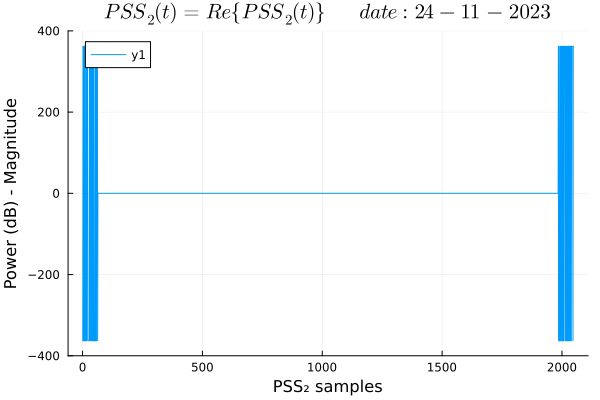 PSS₂(t) = Re{PSS₂(t)} date : 24 − 11 − 2023
y1
Power (dB) - Magnitude
400
200
0
−200
−400
0 500 1000 1500 2000
PSS₂ samples